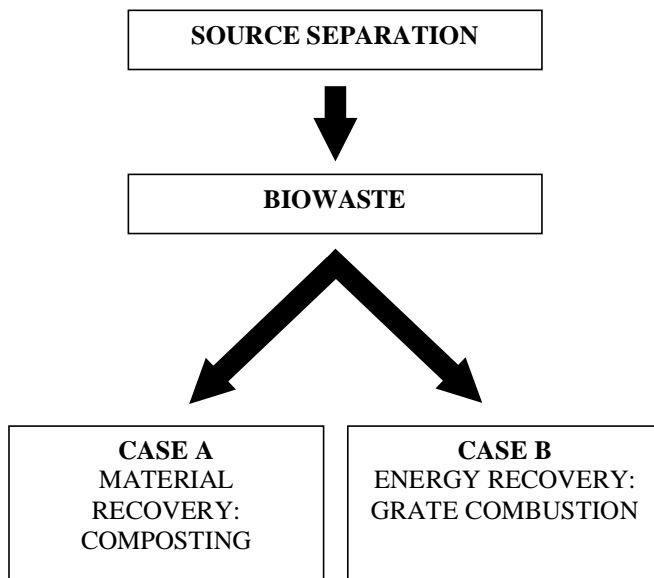 SOURCE SEPARATION
BIOWASTE
CASE A
MATERIAL
RECOVERY:
COMPOSTING
CASE B
ENERGY RECOVERY:
GRATE COMBUSTION